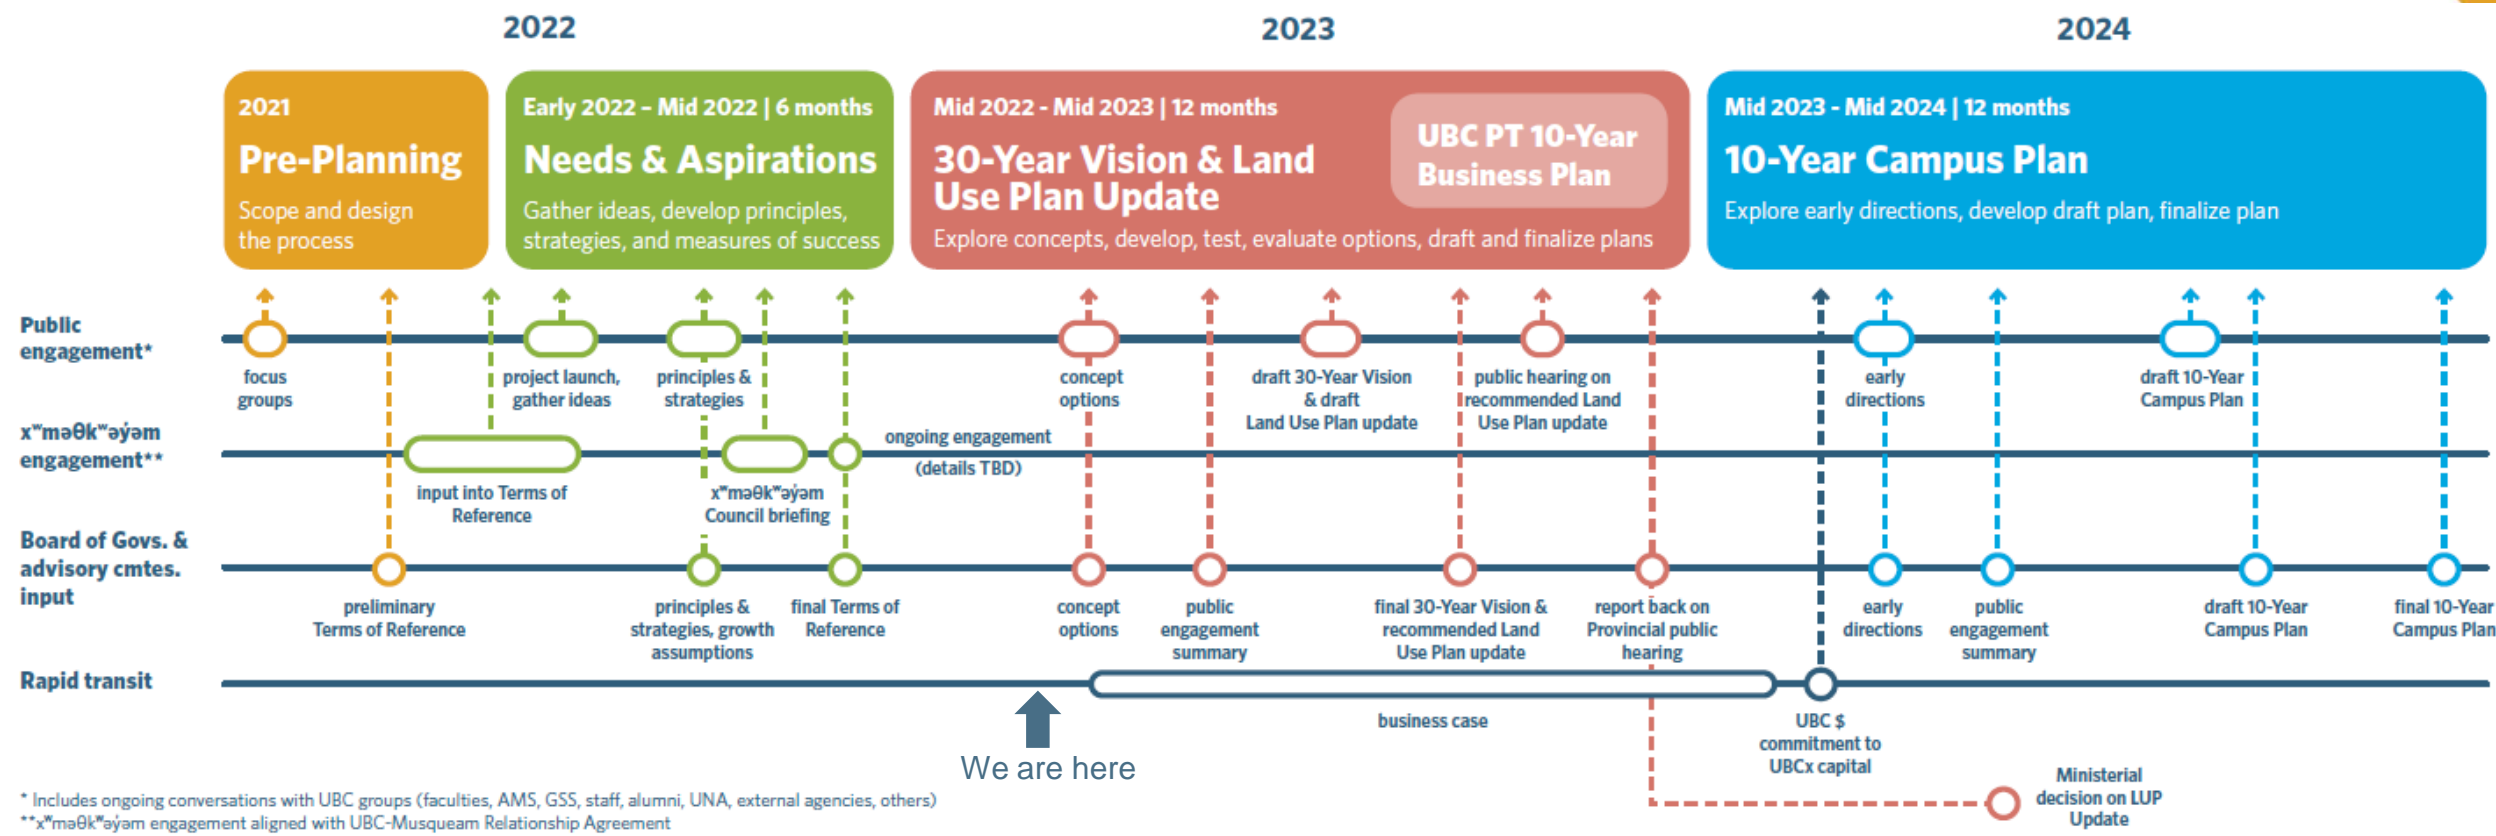 2022
2023
2024
2021
Pre-Planning
Scope and design
the process
Early 2022 – Mid 2022 | 6 months
Needs & Aspirations
Gather ideas, develop principles,
strategies, and measures of success
Mid 2022 - Mid 2023 | 12 months
30-Year Vision & Land
Use Plan Update
Explore concepts, develop, test, evaluate options, draft and finalize plans
UBC PT 10-Year
Business Plan
Mid 2023 - Mid 2024 | 12 months
10-Year Campus Plan
Explore early directions, develop draft plan, finalize plan
Public
engagement*
focus
groups
project launch,
gather ideas
principles &
strategies
concept
options
draft 30-Year Vision
& draft
Land Use Plan update
public hearing on
recommended Land
Use Plan update
early
directions
draft 10-Year
Campus Plan
xʷməθkʷəy̓əm
engagement**
input into Terms of
Reference
xʷməθkʷəy̓əm
Council briefing
ongoing engagement
(details TBD)
Board of Govs. &
advisory cmtes.
input
preliminary
Terms of Reference
principles &
strategies, growth
assumptions
final Terms of
Reference
concept
options
public
engagement
summary
final 30-Year Vision &
recommended Land
Use Plan update
report back on
Provincial public
hearing
early
directions
public
engagement
summary
draft 10-Year
Campus Plan
final 10-Year
Campus Plan
Rapid transit
business case
UBC $
commitment to
UBCx capital
We are here
Ministerial
decision on LUP
Update
* Includes ongoing conversations with UBC groups (faculties, AMS, GSS, staff, alumni, UNA, external agencies, others)
**xʷməθkʷəy̓əm engagement aligned with UBC-Musqueam Relationship Agreement